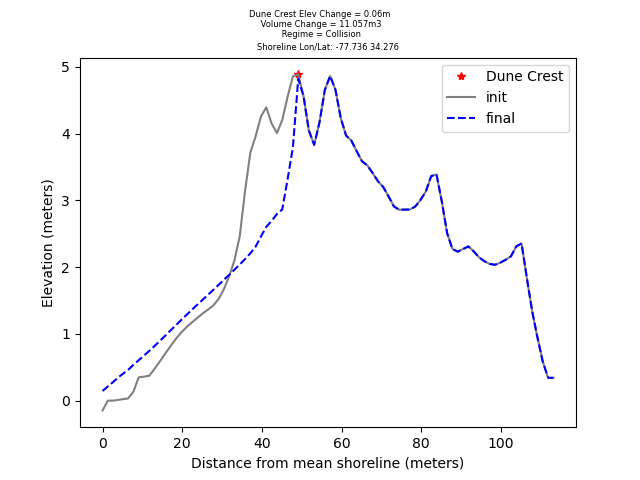 Dune Crest Elev Change = 0.06m
Volume Change = 11.057m3
Regime = Collision
Shoreline Lon/Lat: -77.736 34.276
Dune Crest
init
final
5
4
3
2
1
0
Elevation (meters)
0 20 40 60 80 100
Distance from mean shoreline (meters)